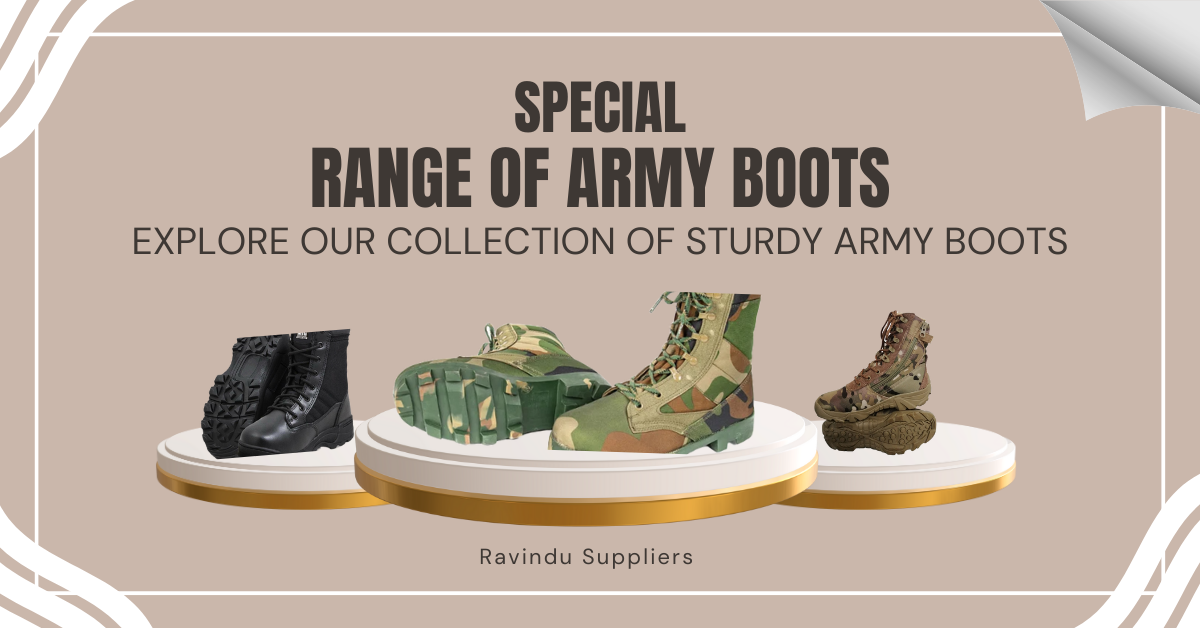 SPECIAL
RANGE OF ARMY BOOTS
EXPLORE OUR COLLECTION OF STURDY ARMY BOOTS
Ravindu Suppliers